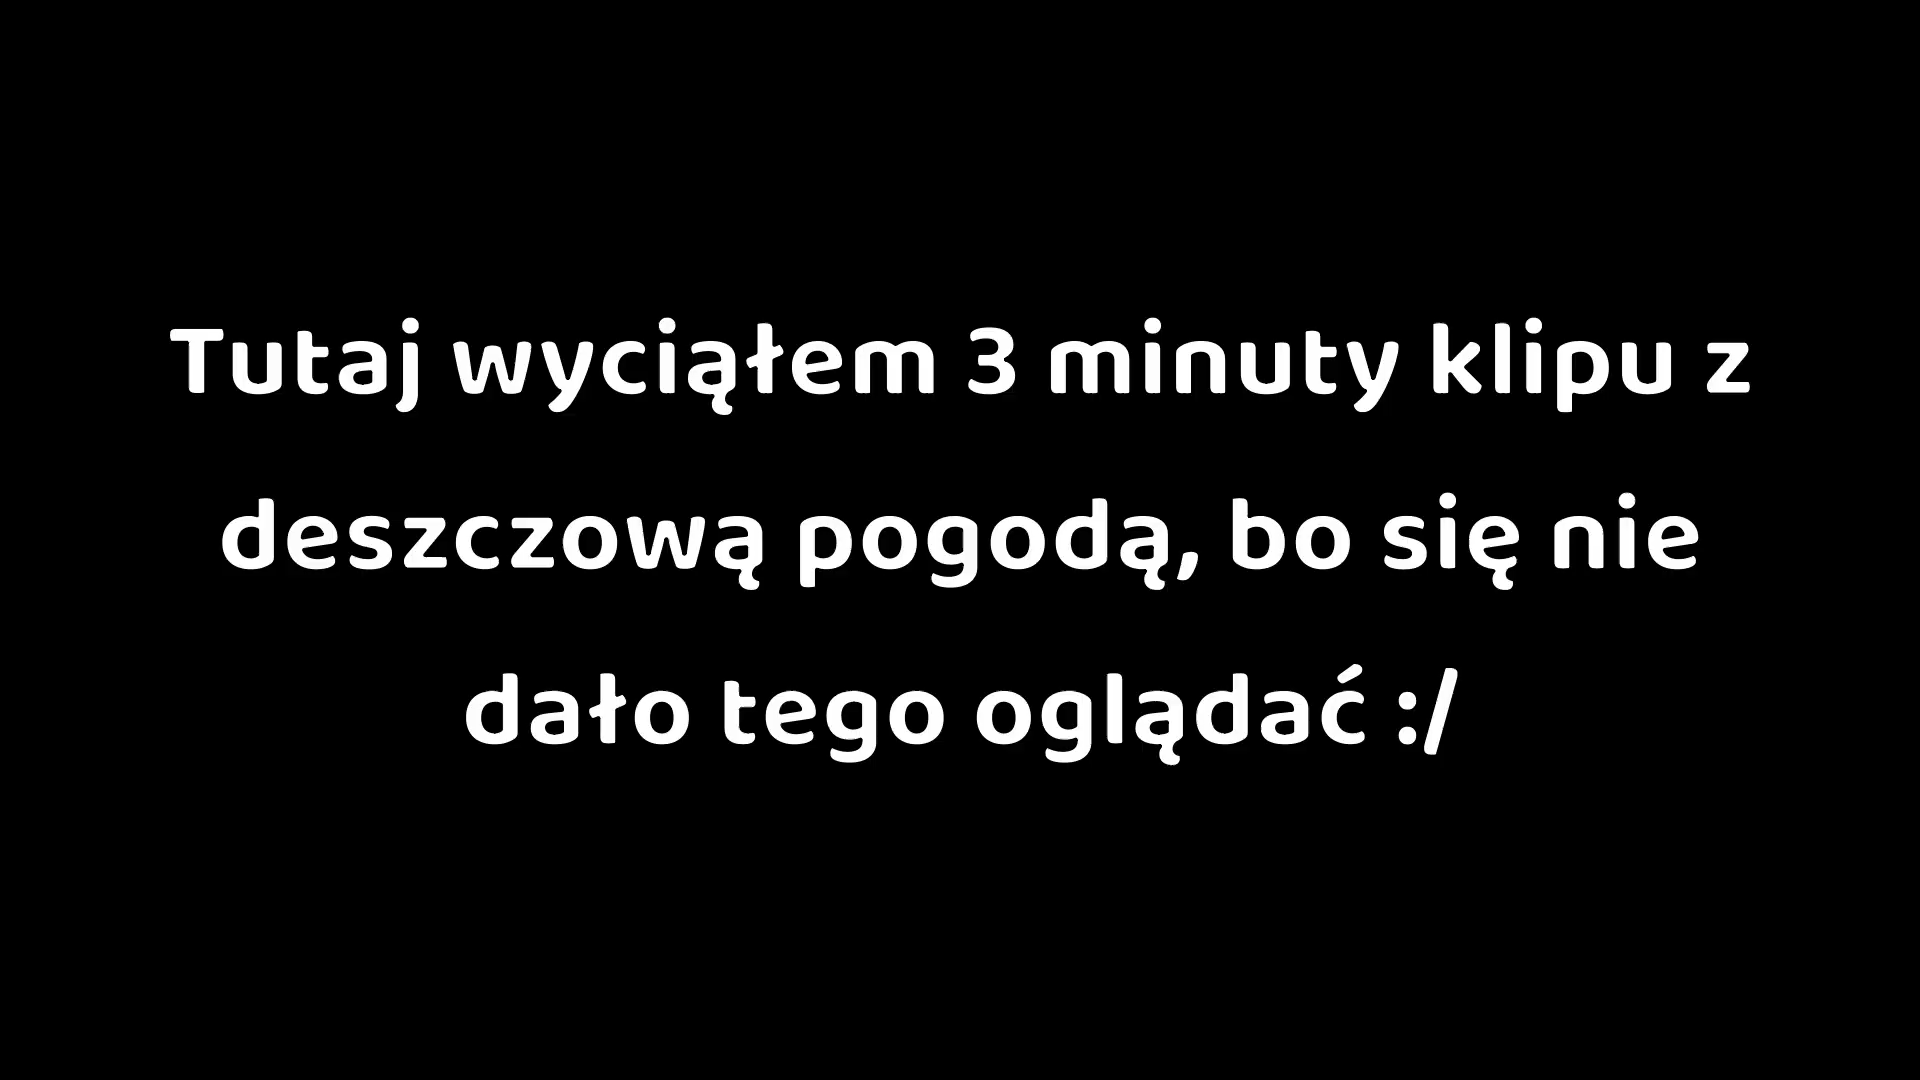 Tutaj wyciąłem 3 minuty klipu z
deszczową pogodą, bo się nie
dało tego oglądać :/